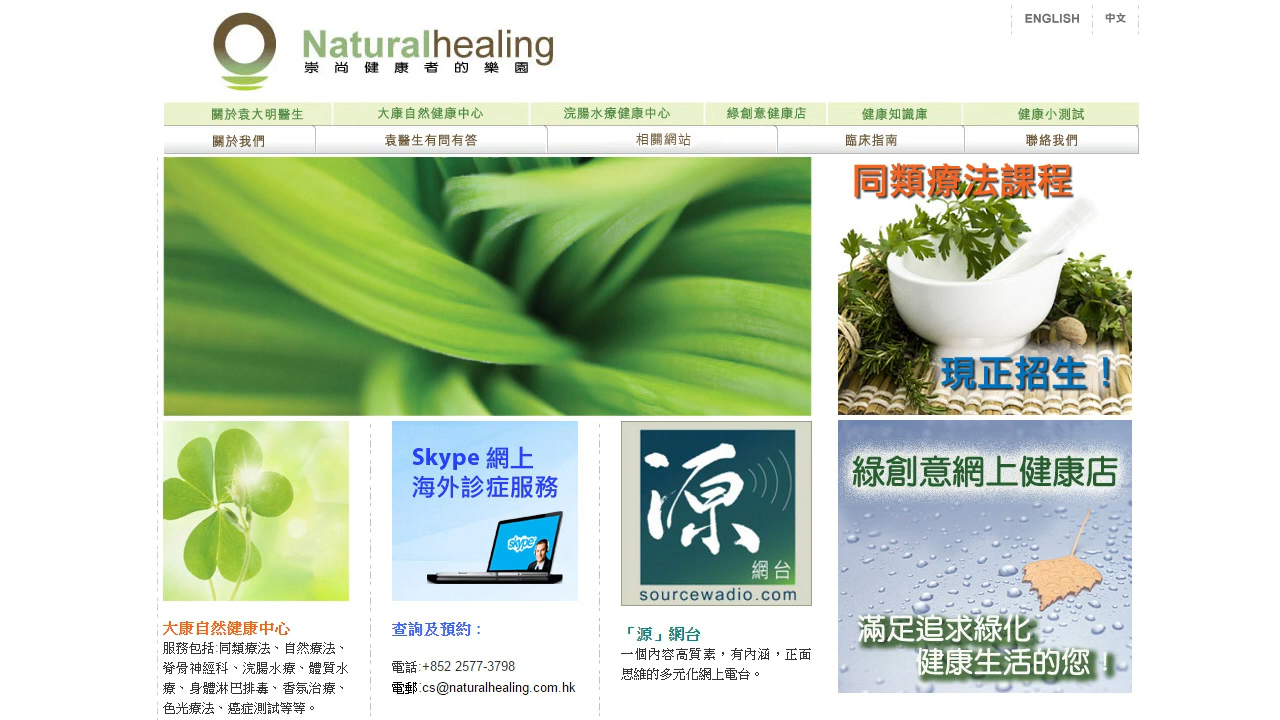 ENGLISH 中文
Naturalhealing
崇尚健康者的樂園
關於袁大明醫生 大康自然健康中心 浣腸水療健康中心 綠創意健康店 健康知識庫 健康小測試
關於我們 袁醫生有問有答 相關網站 臨床指南 聯絡我們
同類療法課程
現正招生！
Skype 網上
海外診症服務
skype
源
網台
sourcewadio.com
綠創意網上健康店
滿足追求綠化
健康生活的您！
大康自然健康中心
服務包括:同類療法、自然療法、
脊骨神經科、浣腸水療、體質水
療、身體淋巴排毒、香氛治療、
色光療法、癌症測試等等。
查詢及預約：
電話:+852 2577-3798
電郵:cs@naturalhealing.com.hk
「源」網台
一個內容高質素，有內涵，正面
思維的多元化網上電台。